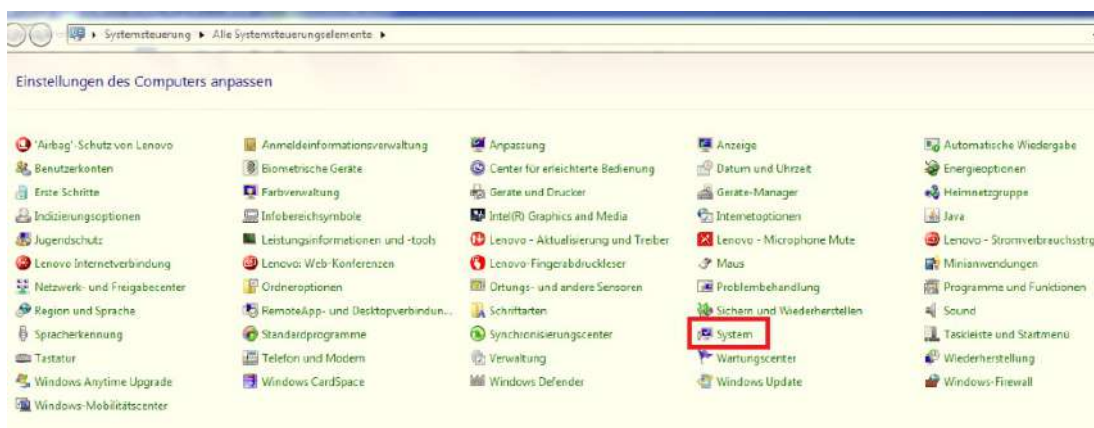 Systemsteuerung ▸ Alle Systemsteuerungselemente ▸
Einstellungen des Computers anpassen
'Airbag'-Schutz von Lenovo Anmeldeinformationsverwaltung Anpassung Anzeige Automatische Wiedergabe
Benutzerkonten Biometrische Geräte Center für erleichterte Bedienung Datum und Uhrzeit Energieoptionen
Erste Schritte Farbverwaltung Geräte und Drucker Geräte-Manager Heimnetzgruppe
Indizierungsoptionen Infobereichsymbole Intel(R) Graphics and Media Internetoptionen Java
Jugendschutz Leistungsinformationen und -tools Lenovo - Aktualisierung und Treiber Lenovo - Microphone Mute Lenovo - Stromverbrauchsstrg
Lenovo Internetverbindung Lenovo: Web-Konferenzen Lenovo-Fingerabdruckleser Maus Minianwendungen
Netzwerk- und Freigabecenter Ordneroptionen Ortungs- und andere Sensoren Problembehandlung Programme und Funktionen
Region und Sprache RemoteApp- und Desktopverbindun... Schriftarten Sichern und Wiederherstellen Sound
Spracherkennung Standardprogramme Synchronisierungscenter System Taskleiste und Startmenü
Tastatur Telefon und Modem Verwaltung Wartungscenter Wiederherstellung
Windows Anytime Upgrade Windows CardSpace Windows Defender Windows Update Windows-Firewall
Windows-Mobilitätscenter